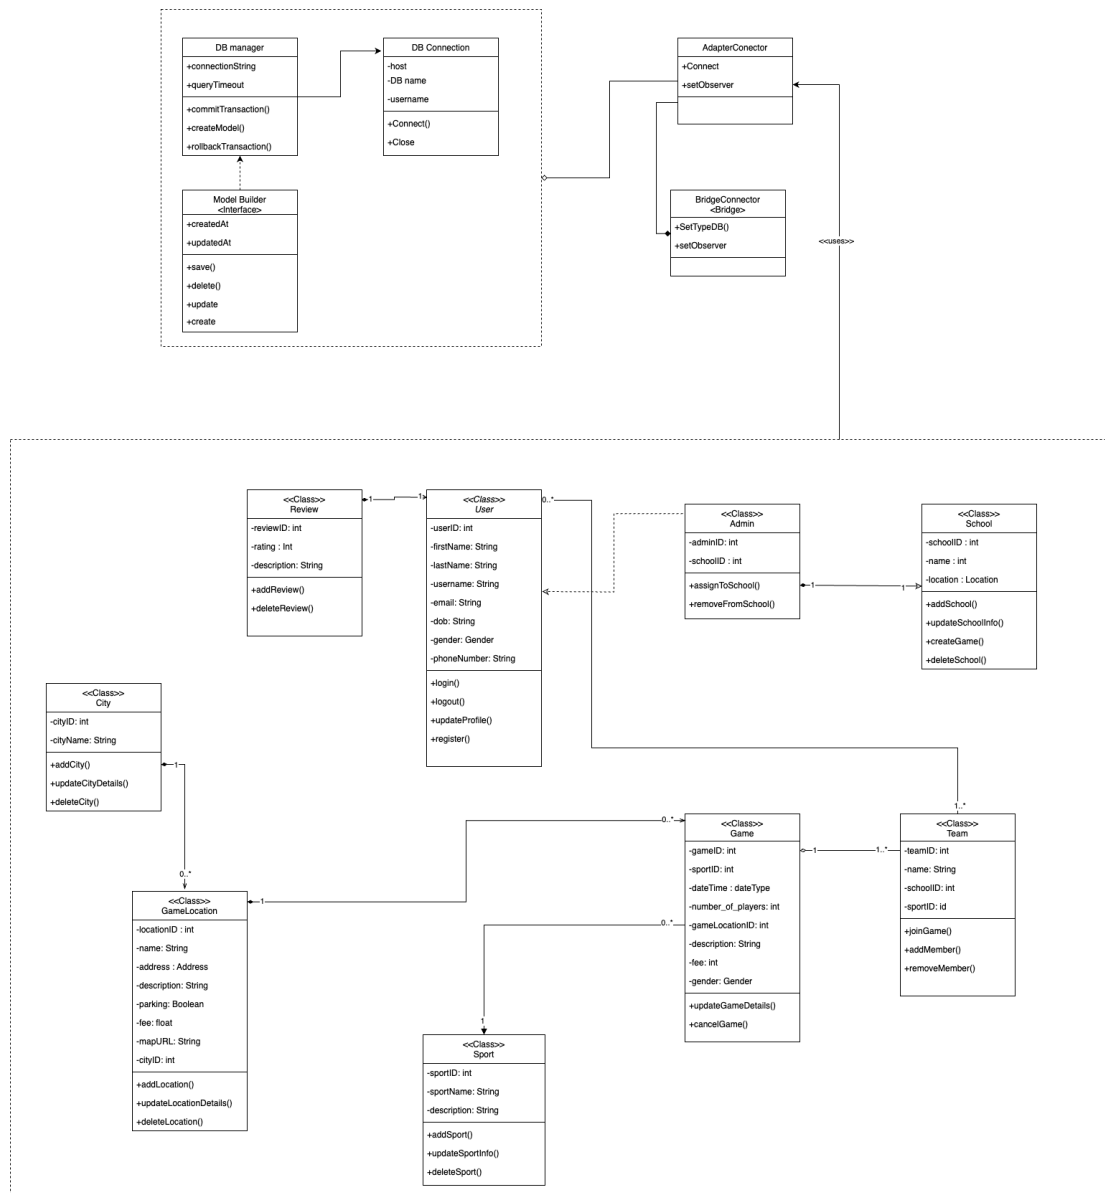 DB manager
+connectionString
+queryTimeout
+commitTransaction()
+createModel()
+rollbackTransaction()
DB Connection
-host
-DB name
-username
+Connect()
+Close
AdapterConector
+Connect
+setObserver
Model Builder
<Interface>
+createdAt
+updatedAt
+save()
+delete()
+update
+create
BridgeConnector
<Bridge>
+SetTypeDB()
+setObserver
<<uses>>
<<Class>>
Review
-reviewID: int
-rating : Int
-description: String
+addReview()
+deleteReview()
1
1
<<Class>>
User
-userID: int
-firstName: String
-lastName: String
-username: String
-email: String
-dob: String
-gender: Gender
-phoneNumber: String
+login()
+logout()
+updateProfile()
+register()
0..*
<<Class>>
Admin
-adminID: int
-schoolID : int
+assignToSchool()
+removeFromSchool()
1
1
<<Class>>
School
-schoolID : int
-name : int
-location : Location
+addSchool()
+updateSchoolInfo()
+createGame()
+deleteSchool()
<<Class>>
City
-cityID: int
-cityName: String
+addCity()
+updateCityDetails()
+deleteCity()
1
0..*
<<Class>>
GameLocation
-locationID : int
-name: String
-address : Address
-description: String
-parking: Boolean
-fee: float
-mapURL: String
-cityID: int
+addLocation()
+updateLocationDetails()
+deleteLocation()
1
0..*
<<Class>>
Game
-gameID: int
-sportID: int
-dateTime : dateType
-number_of_players: int
-gameLocationID: int
-description: String
-fee: int
-gender: Gender
+updateGameDetails()
+cancelGame()
1
1..*
1..*
<<Class>>
Team
-teamID: int
-name: String
-schoolID: int
-sportID: id
+joinGame()
+addMember()
+removeMember()
0..*
1
<<Class>>
Sport
-sportID: int
-sportName: String
-description: String
+addSport()
+updateSportInfo()
+deleteSport()